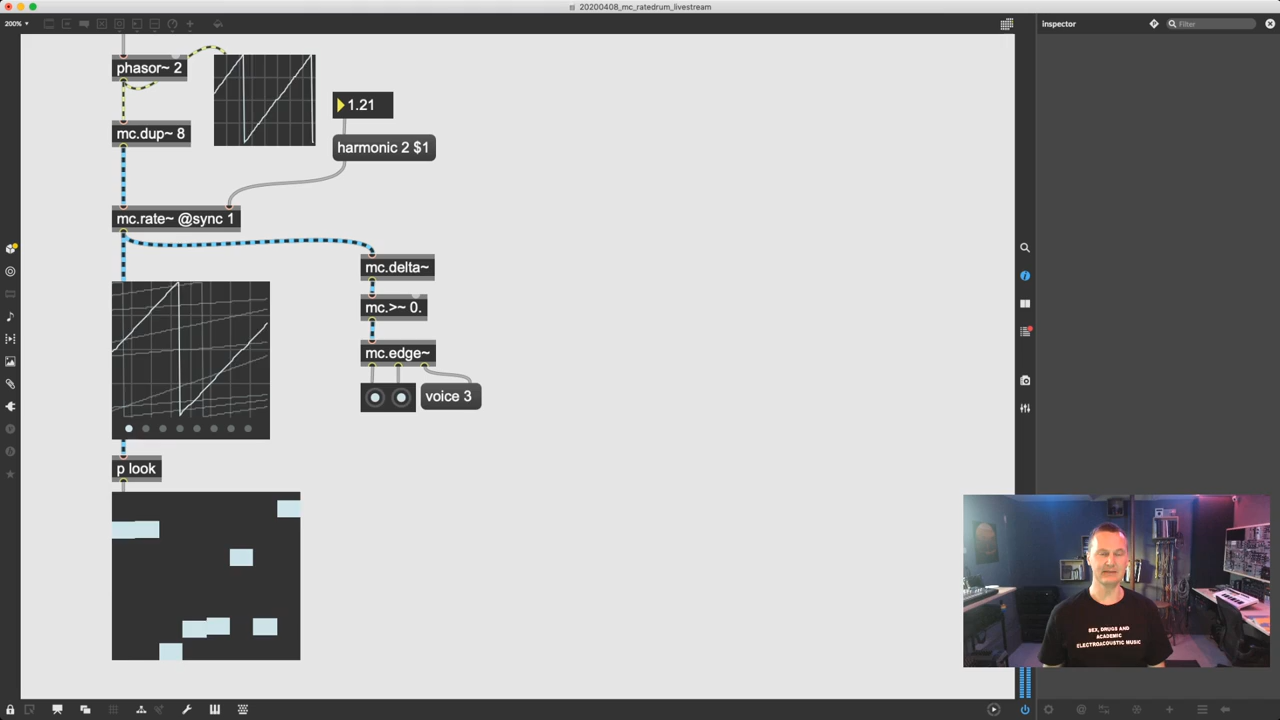 20200408_mc_ratedrum_livestream
200%
inspector
Filter
phasor~ 2
1.21
mc.dup~ 8
harmonic 2 $1
mc.rate~ @sync 1
mc.delta~
mc.>~ 0.
mc.edge~
voice 3
p look
SEX, DRUGS AND
ACADEMIC
ELECTROACOUSTIC MUSIC